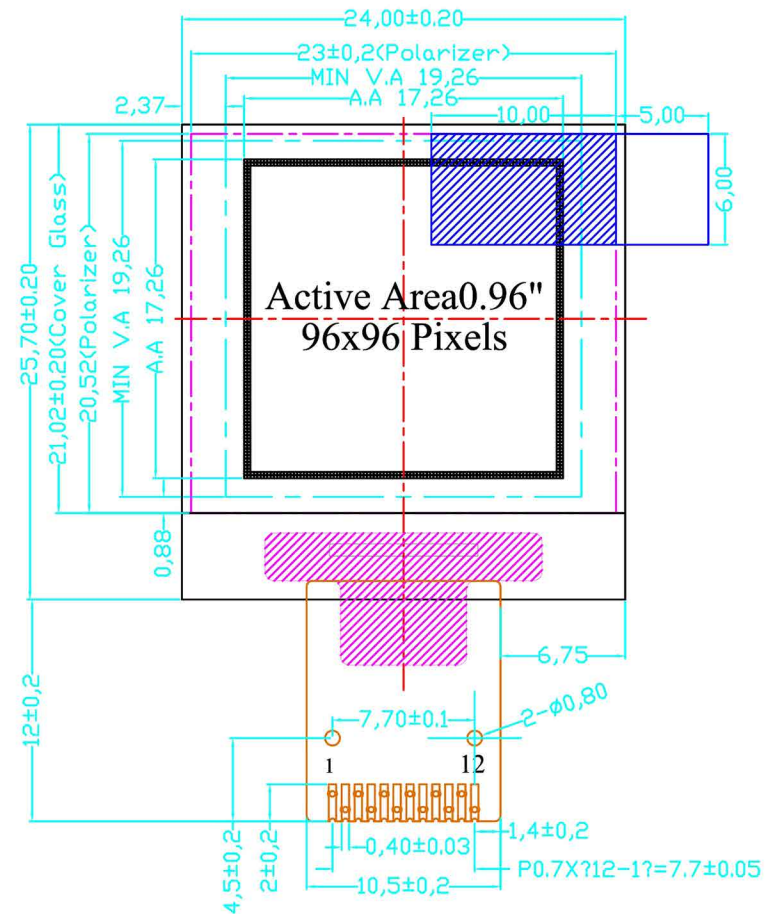 24,00±0.20
23±0,2(Polarizer)
MIN V.A 19,26
A.A 17,26
2,37
10,00
5,00
6,00
25,70±0.20
21,02±0.20(Cover Glass)
20,52(Polarizer)
MIN V.A 19,26
A.A 17,26
Active Area0.96"
96x96 Pixels
0,88
6,75
12±0,2
7,70±0.1
2-ø0,80
1
12
4,5±0,2
2±0,2
0,40±0.03
1,4±0,2
P0.7X?12-1?=7.7±0.05
10,5±0,2